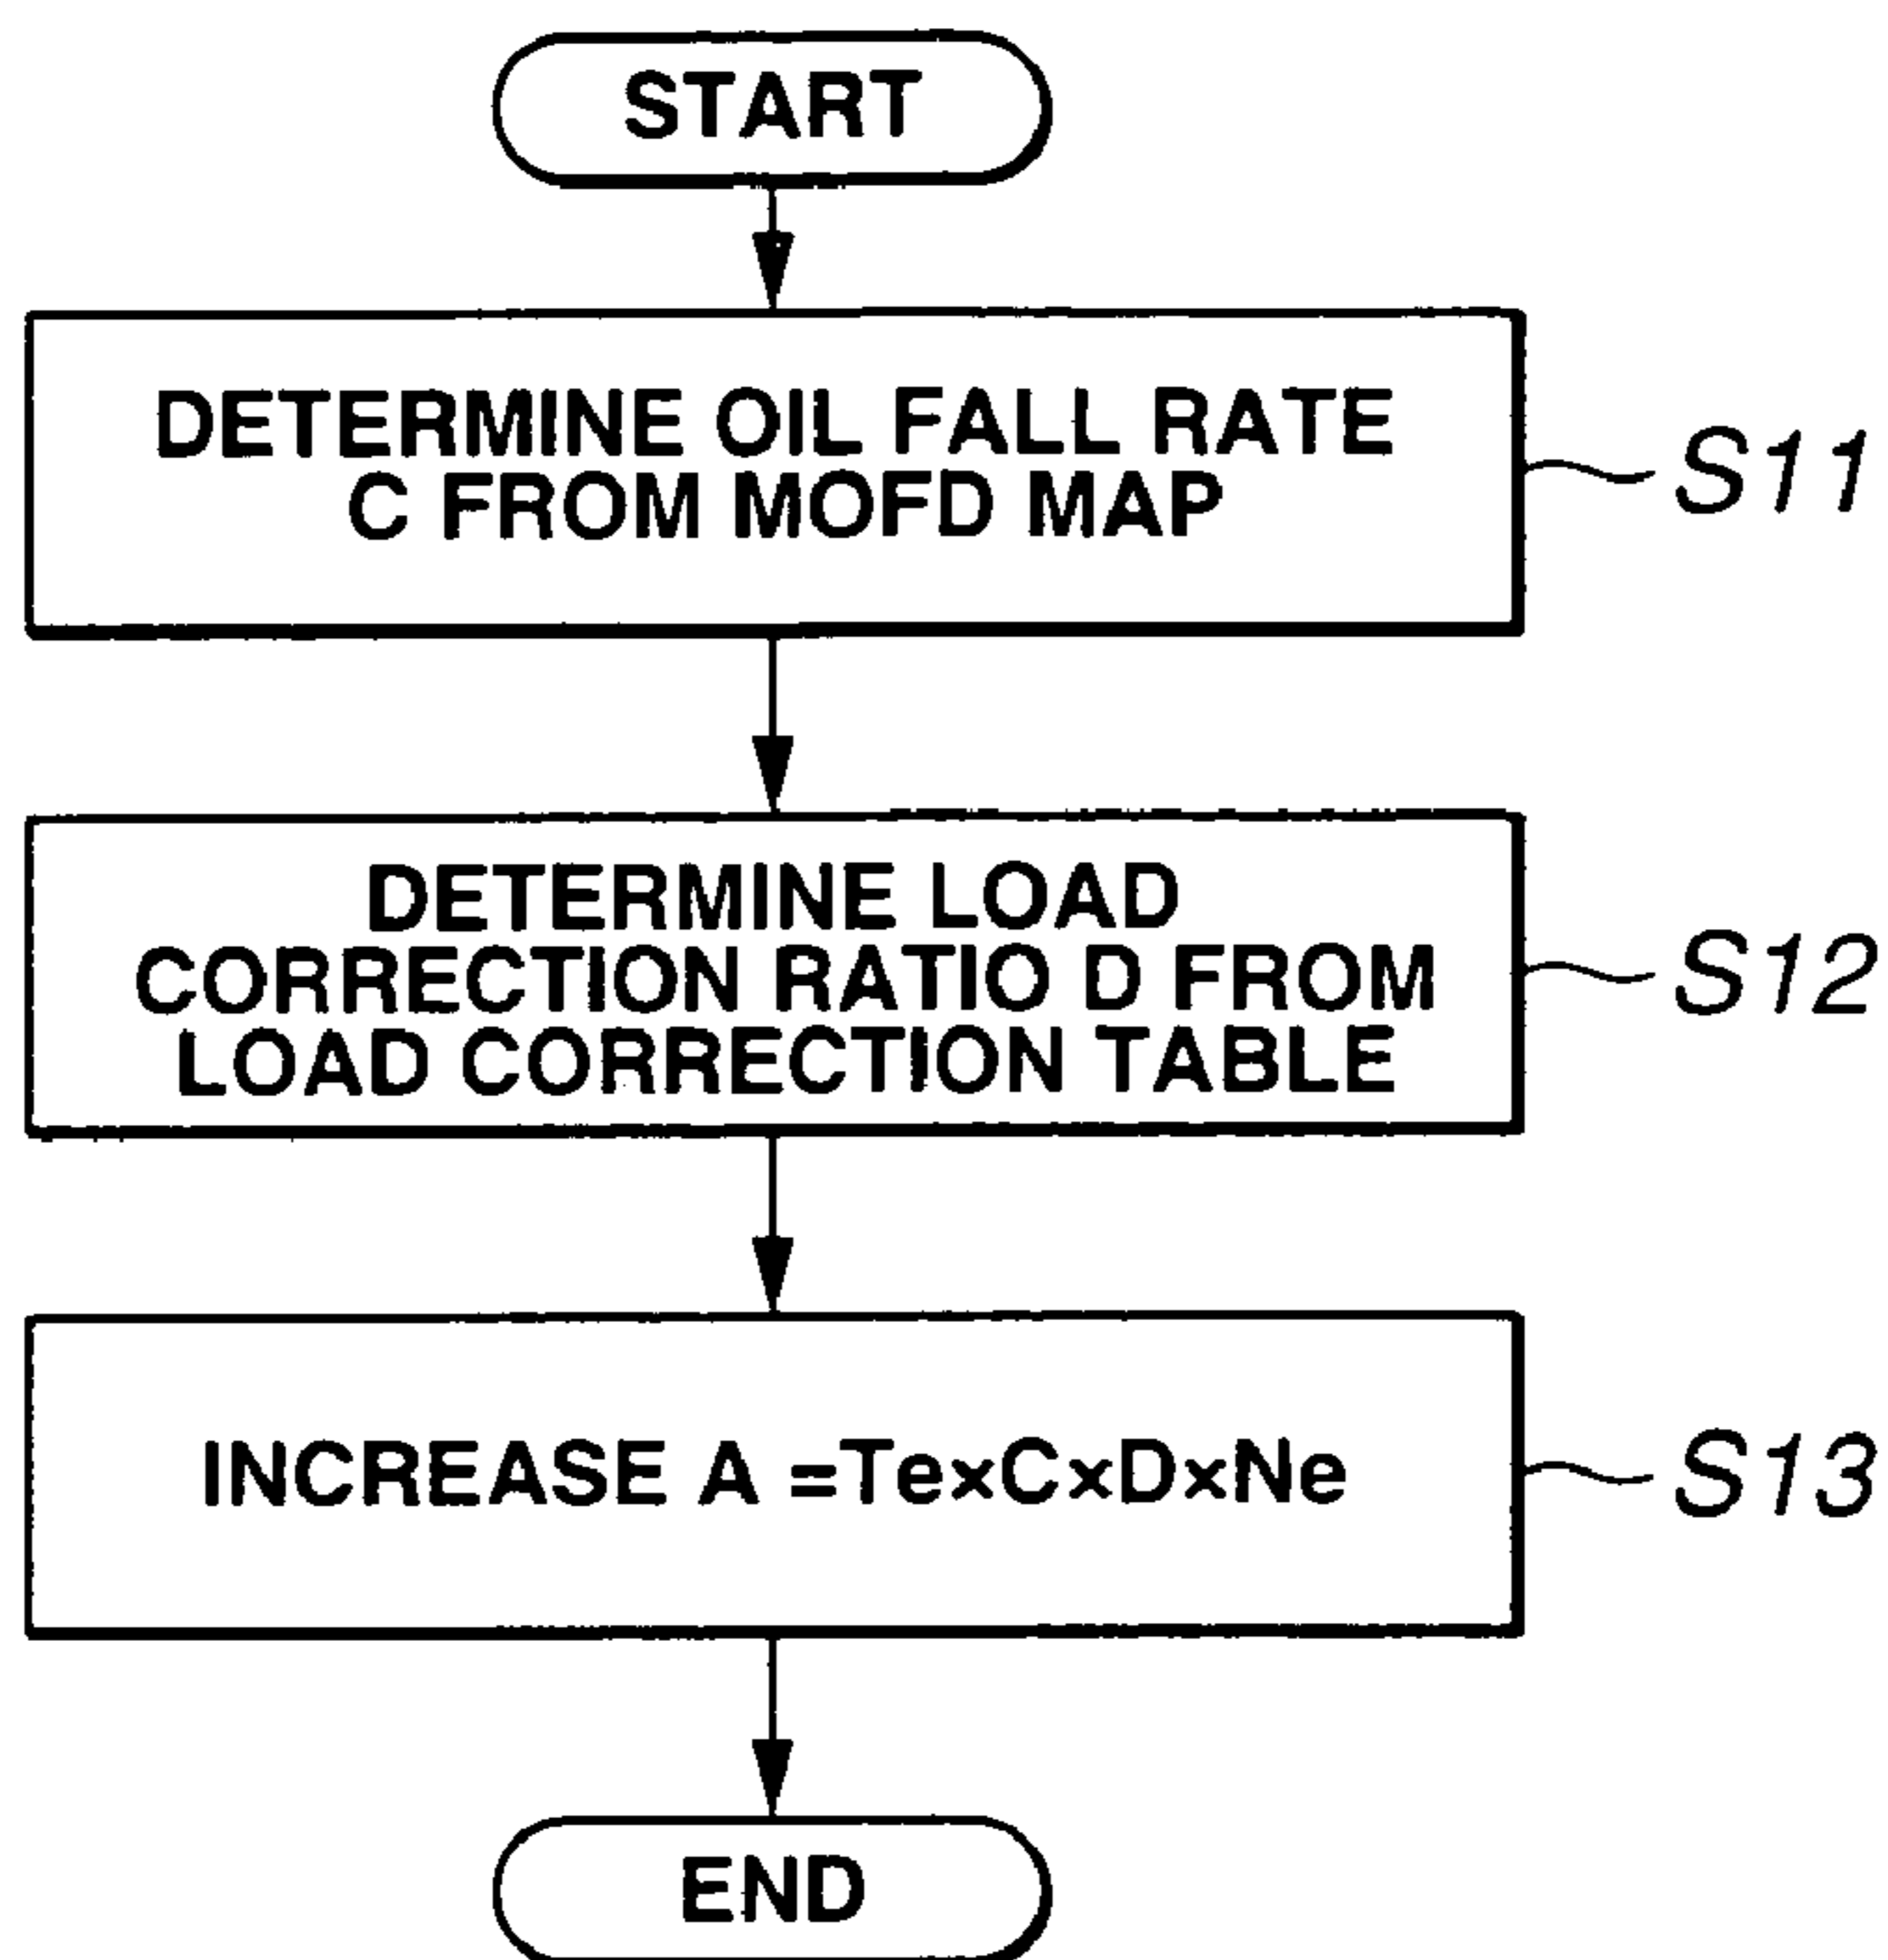 START
DETERMINE OIL FALL RATE
C FROM MOFD MAP
S11
DETERMINE LOAD
CORRECTION RATIO D FROM
LOAD CORRECTION TABLE
S12
INCREASE A =Te×C×D×Ne
S13
END